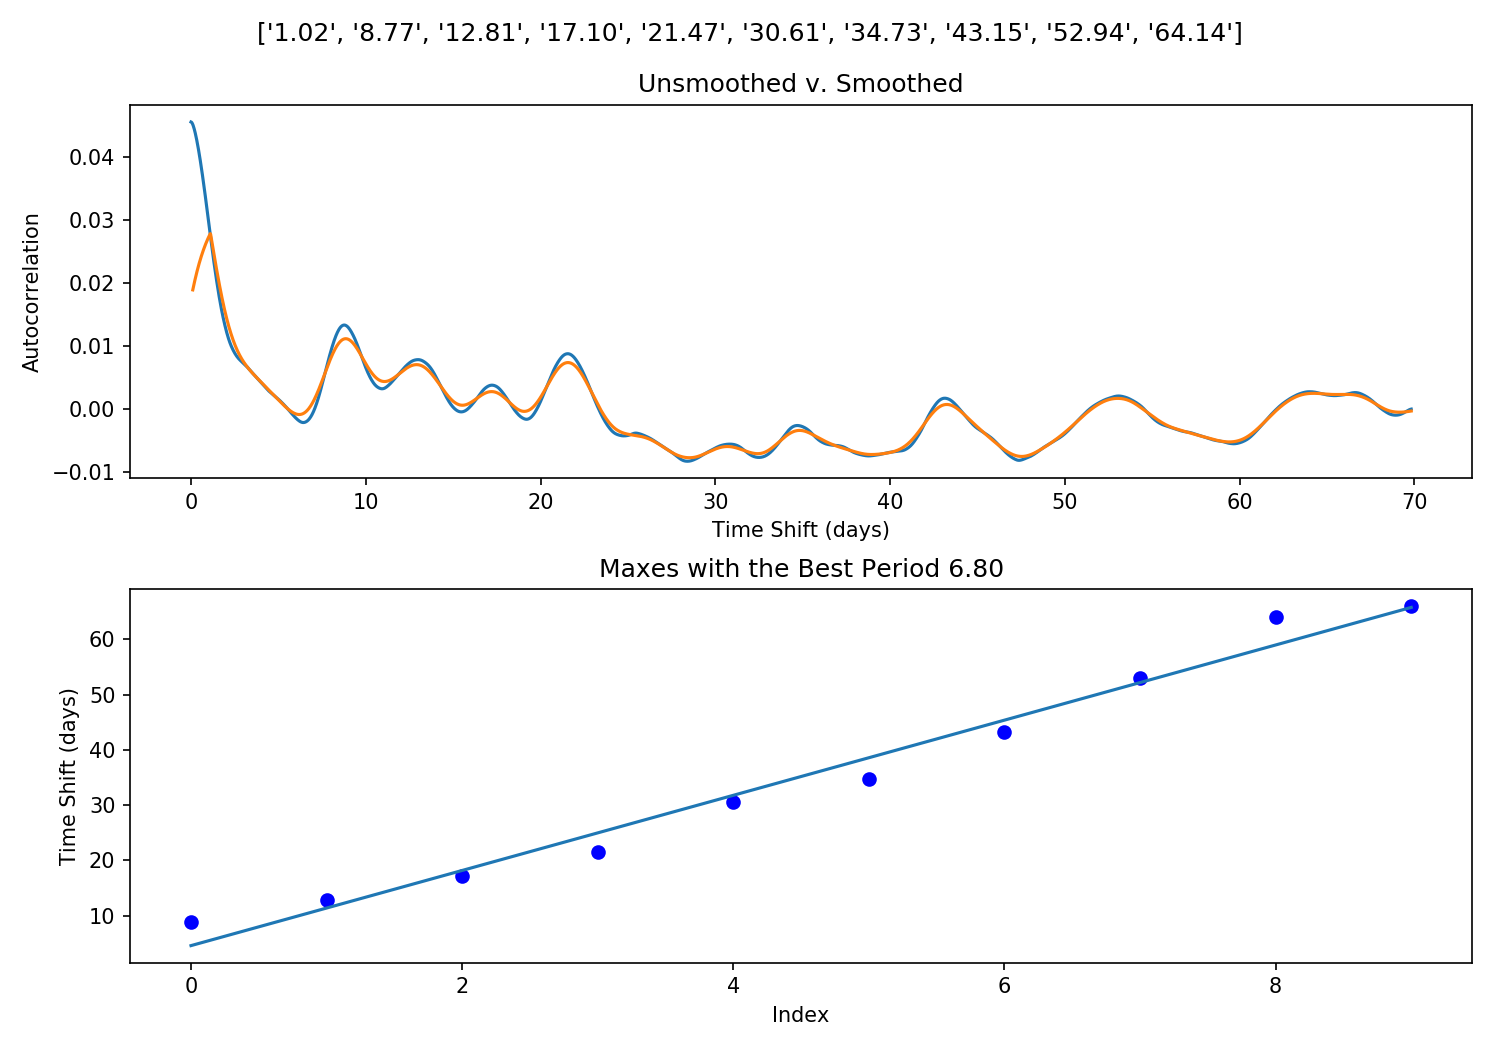 ['1.02', '8.77', '12.81', '17.10', '21.47', '30.61', '34.73', '43.15', '52.94', '64.14']
Unsmoothed v. Smoothed
Autocorrelation
0.04
0.03
0.02
0.01
0.00
−0.01
0 10 20 30 40 50 60 70
Time Shift (days)
Maxes with the Best Period 6.80
Time Shift (days)
60
50
40
30
20
10
0 2 4 6 8
Index